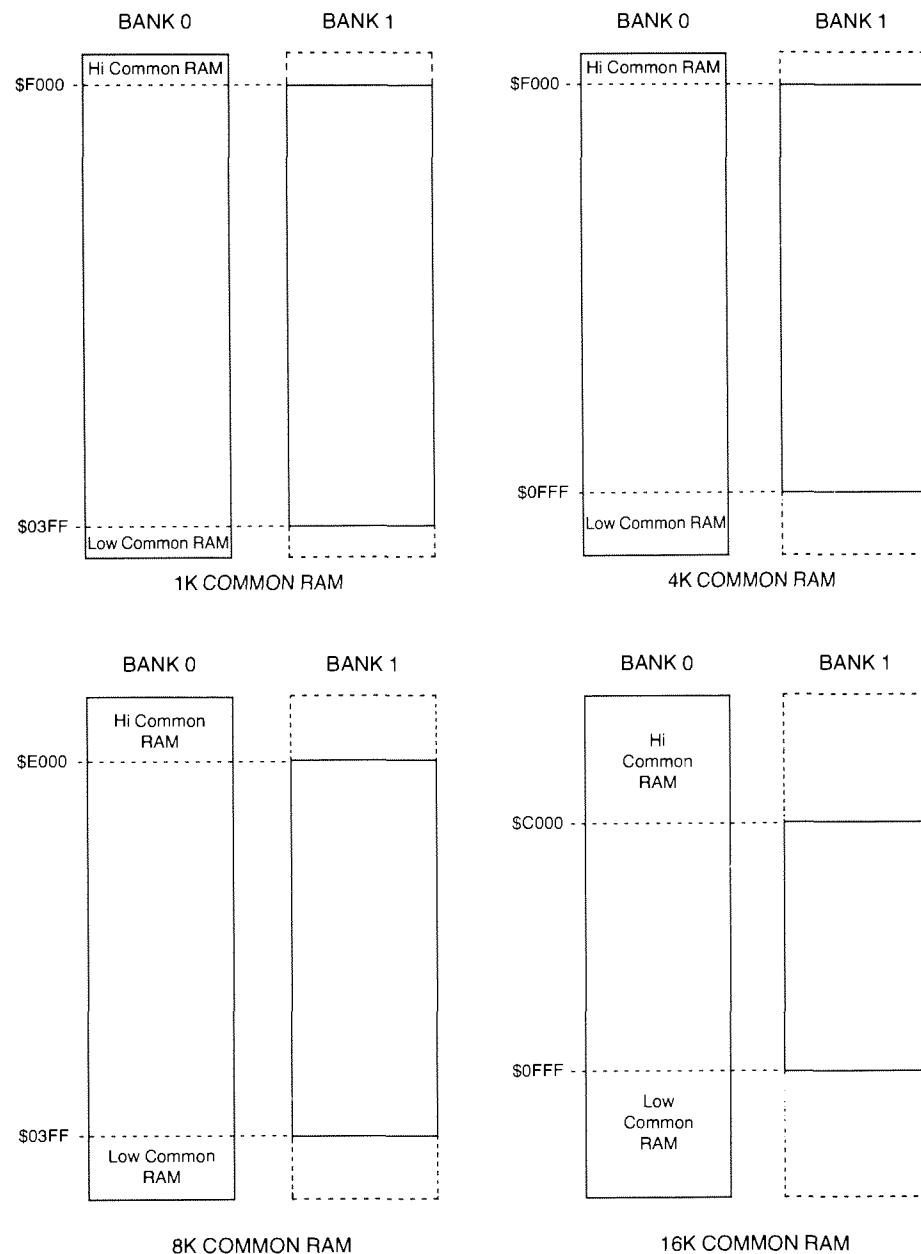 BANK 0
BANK 1
Hi Common RAM
$F000
$03FF
Low Common RAM
1K COMMON RAM
BANK 0
BANK 1
Hi Common RAM
$F000
$0FFF
Low Common RAM
4K COMMON RAM
BANK 0
BANK 1
Hi Common
RAM
$E000
$03FF
Low Common
RAM
8K COMMON RAM
BANK 0
BANK 1
Hi
Common
RAM
$C000
$0FFF
Low
Common
RAM
16K COMMON RAM